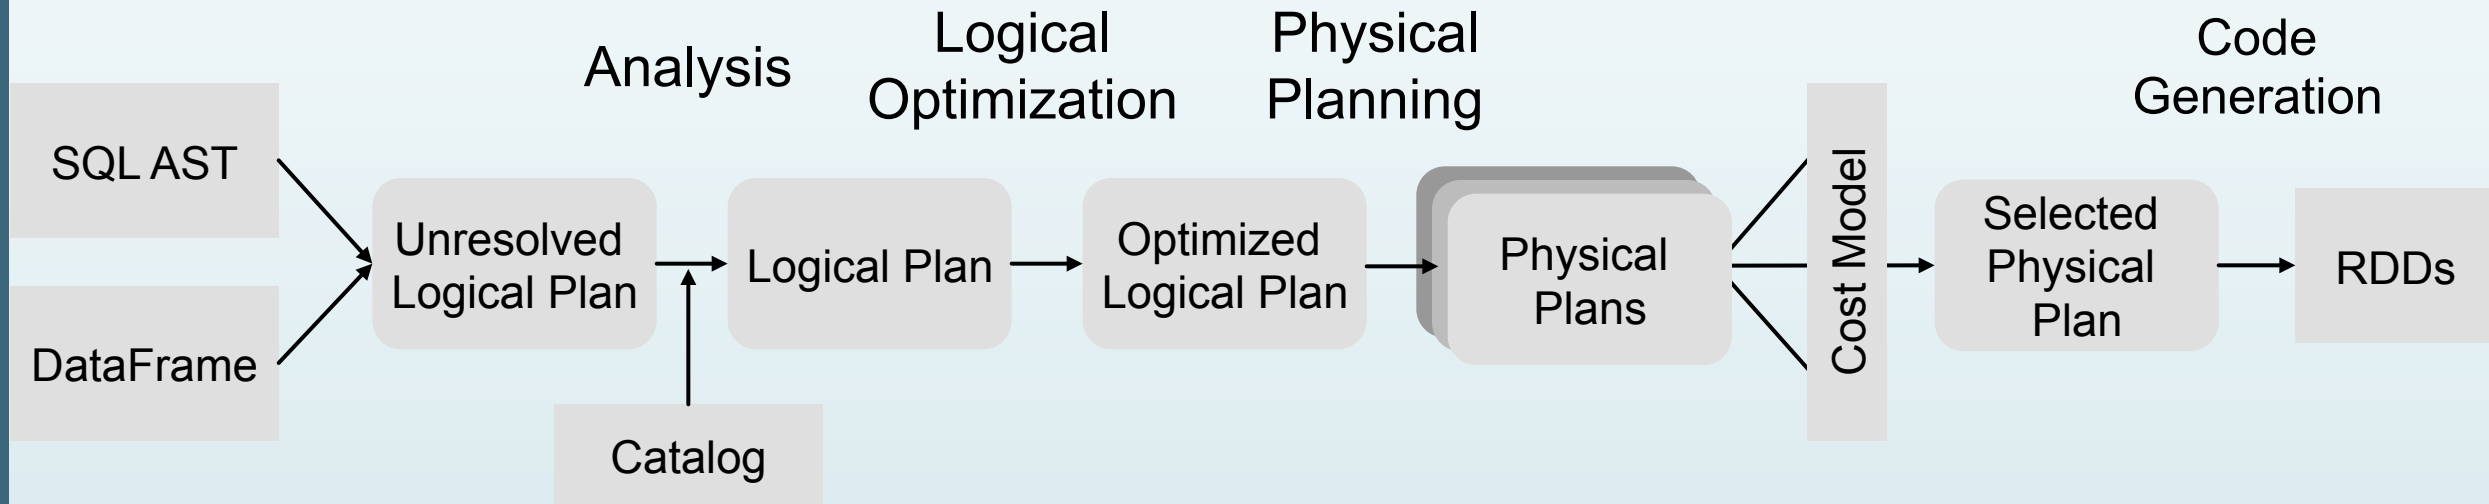 Analysis
Logical
Optimization
Physical
Planning
Code
Generation
SQL AST
DataFrame
Unresolved
Logical Plan
Catalog
Logical Plan
Optimized
Logical Plan
Physical
Plans
Cost Model
Selected
Physical
Plan
RDDs